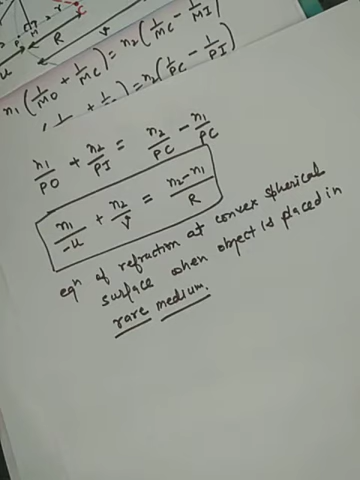 u R V
n₁(1/MO + 1/MC) = n₂(1/MC - 1/MI)
= n₂(1/PC - 1/PI)
n₁/PO + n₂/PI = n₂/PC - n₁/PC
n₁/-u + n₂/V = n₂-n₁/R
eqⁿ of refraction at convex spherical
surface when object is placed in
rare medium.